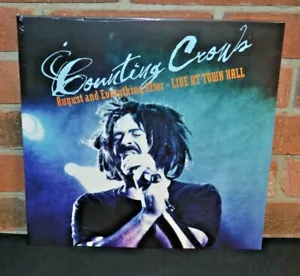 Counting Crows
August and Everything After - LIVE AT TOWN HALL